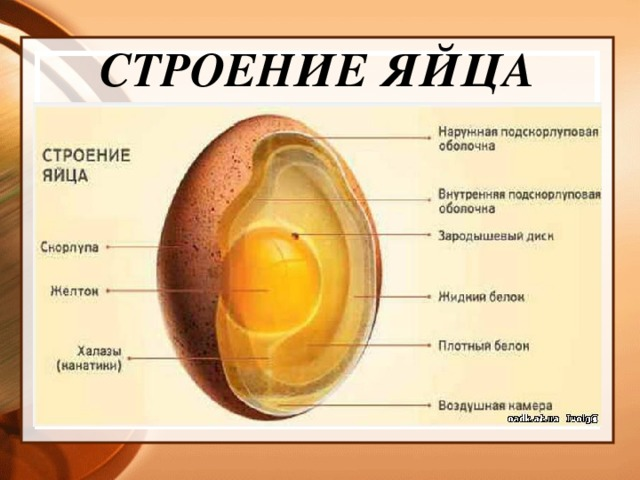 СТРОЕНИЕ ЯЙЦА
СТРОЕНИЕ
ЯЙЦА
Скорлупа
Желток
Халазы
(канатики)
Наружная подскорлуповая
оболочка
Внутренняя подскорлуповая
оболочка
Зародышевый диск
Жидкий белок
Плотный белок
Воздушная камера